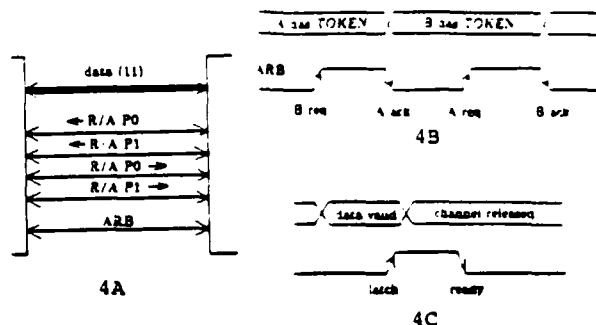 data (11)
← R/A P0
← R/A P1
R/A P0 →
R/A P1 →
ARB
4A
A has TOKEN B has TOKEN
ARB
B req A ack A req B ack
4B
data valid channel released
latch ready
4C